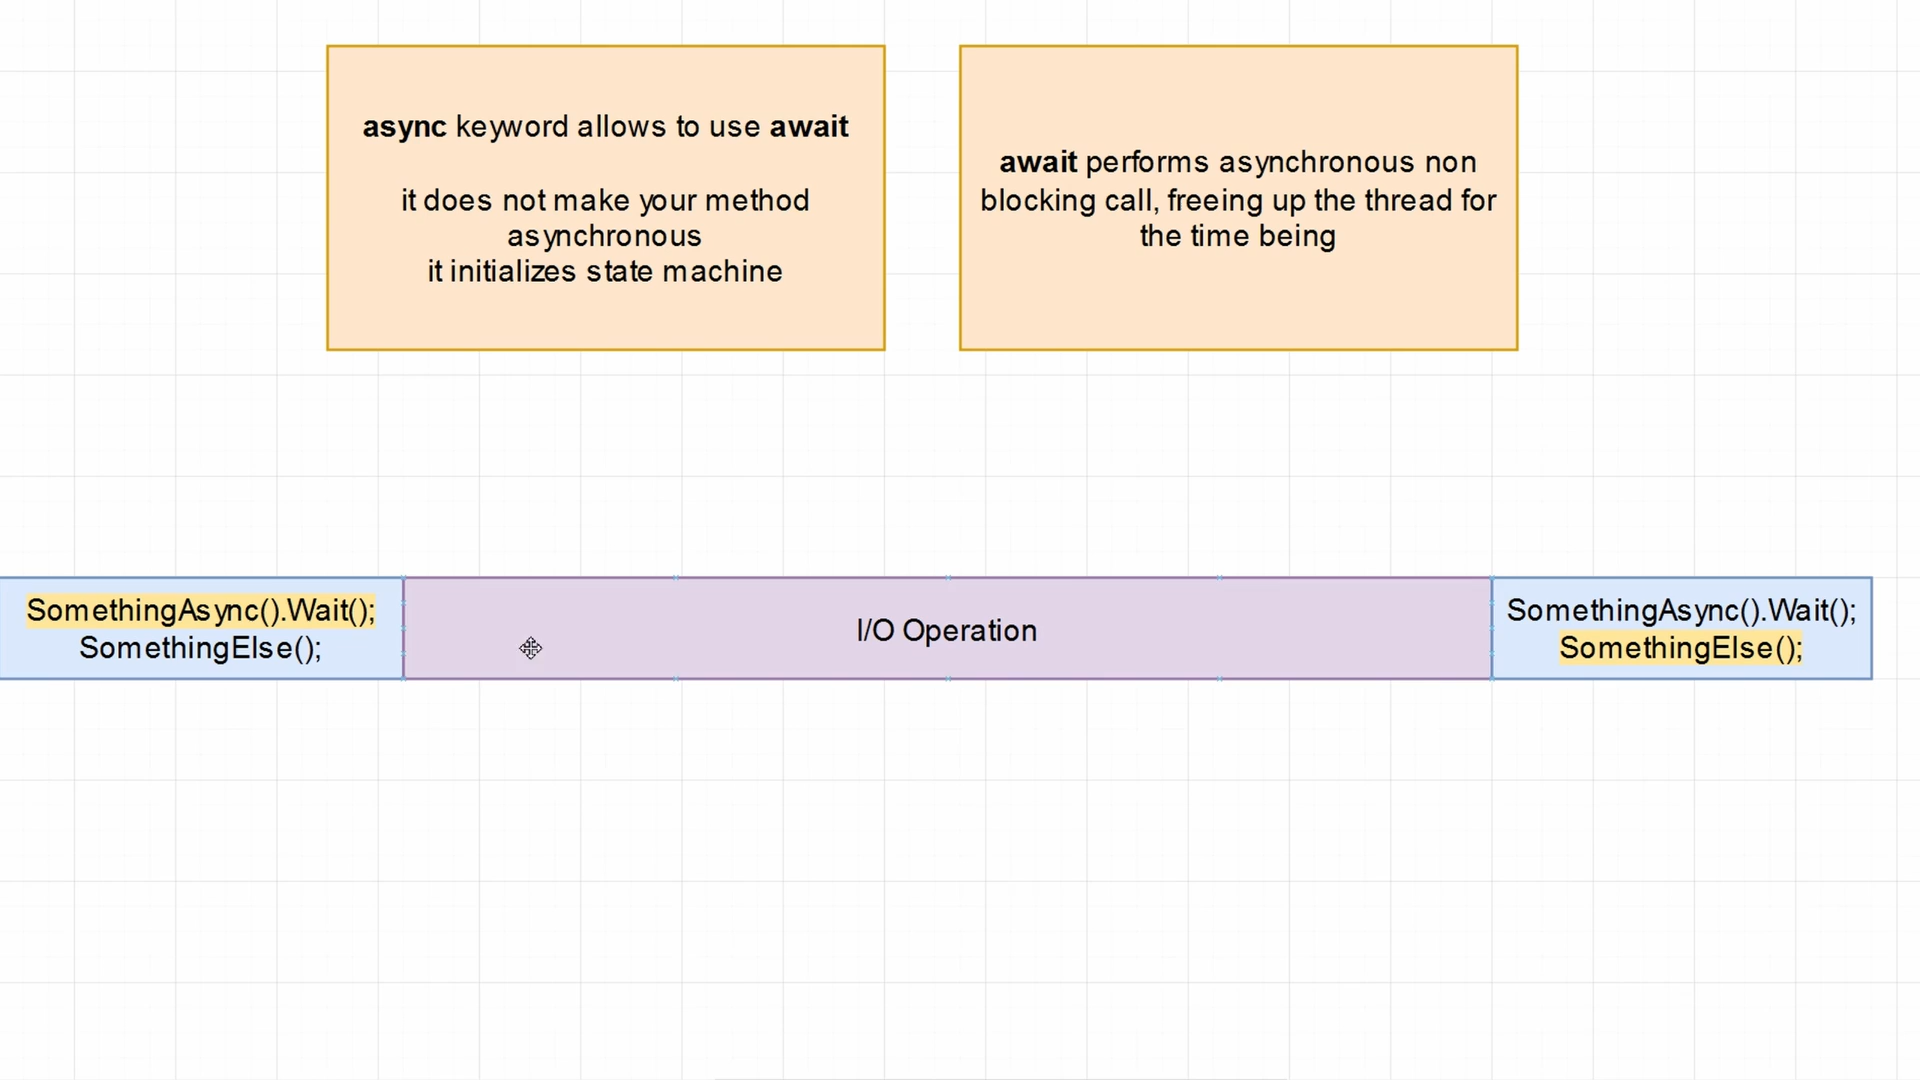 async keyword allows to use await
it does not make your method
asynchronous
it initializes state machine
await performs asynchronous non
blocking call, freeing up the thread for
the time being
SomethingAsync().Wait();
SomethingElse();
I/O Operation
SomethingAsync().Wait();
SomethingElse();